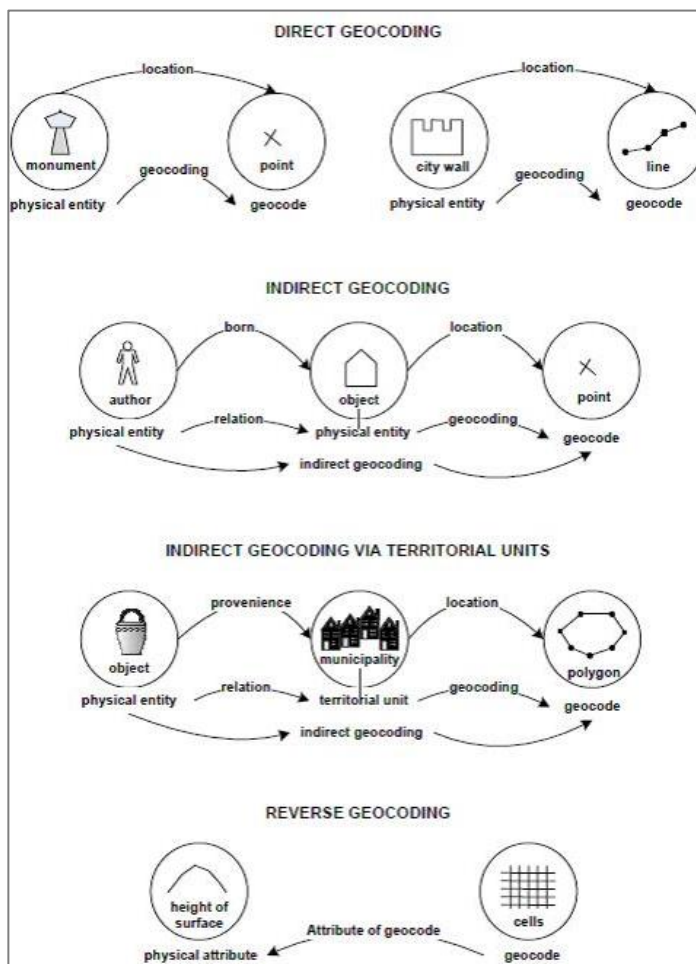 DIRECT GEOCODING
location
location
monument
geocoding
point
city wall
geocoding
line
physical entity
geocode
physical entity
geocode
INDIRECT GEOCODING
born
location
author
object
point
relation
geocoding
physical entity
physical entity
geocode
indirect geocoding
INDIRECT GEOCODING VIA TERRITORIAL UNITS
provenience
location
object
municipality
polygon
relation
geocoding
physical entity
territorial unit
geocode
indirect geocoding
REVERSE GEOCODING
height of
surface
cells
Attribute of geocode
physical attribute
geocode